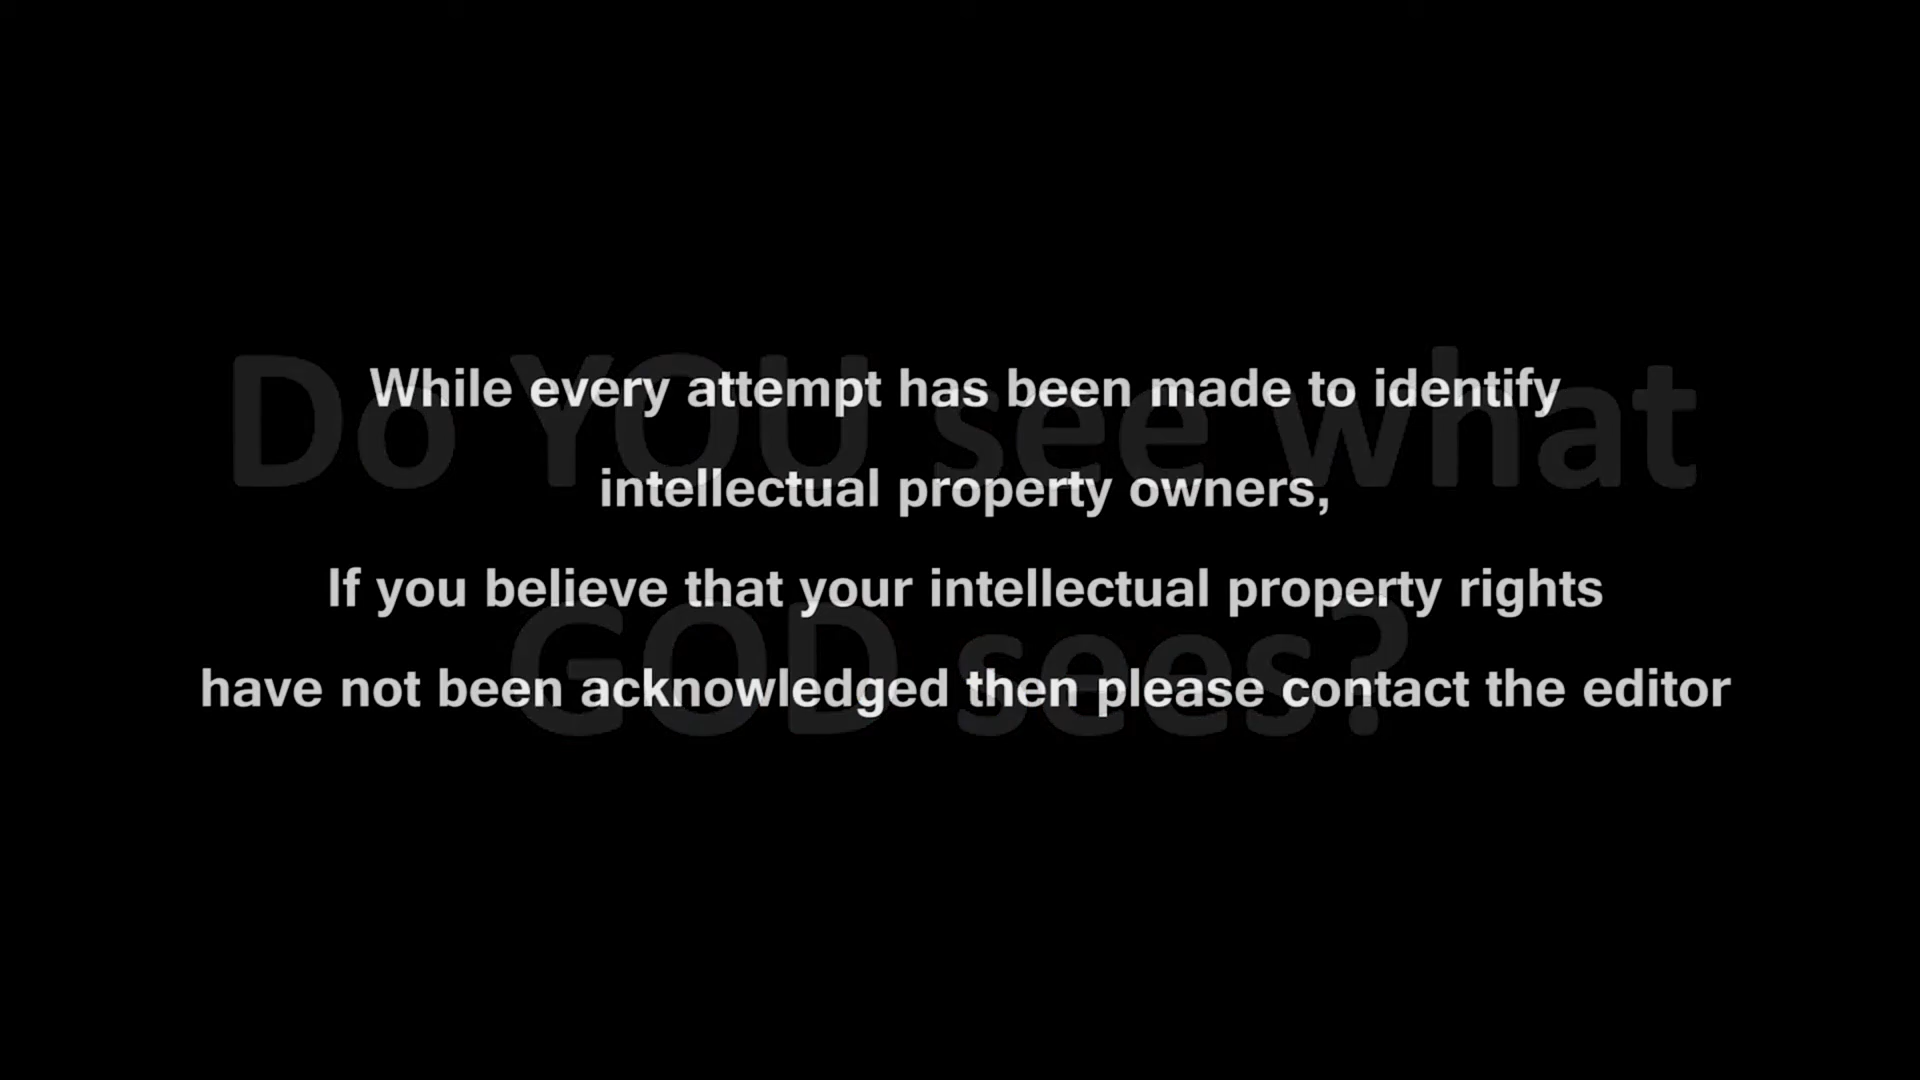 While every attempt has been made to identify
intellectual property owners,
If you believe that your intellectual property rights
have not been acknowledged then please contact the editor
Do YOU see what
GOD sees?